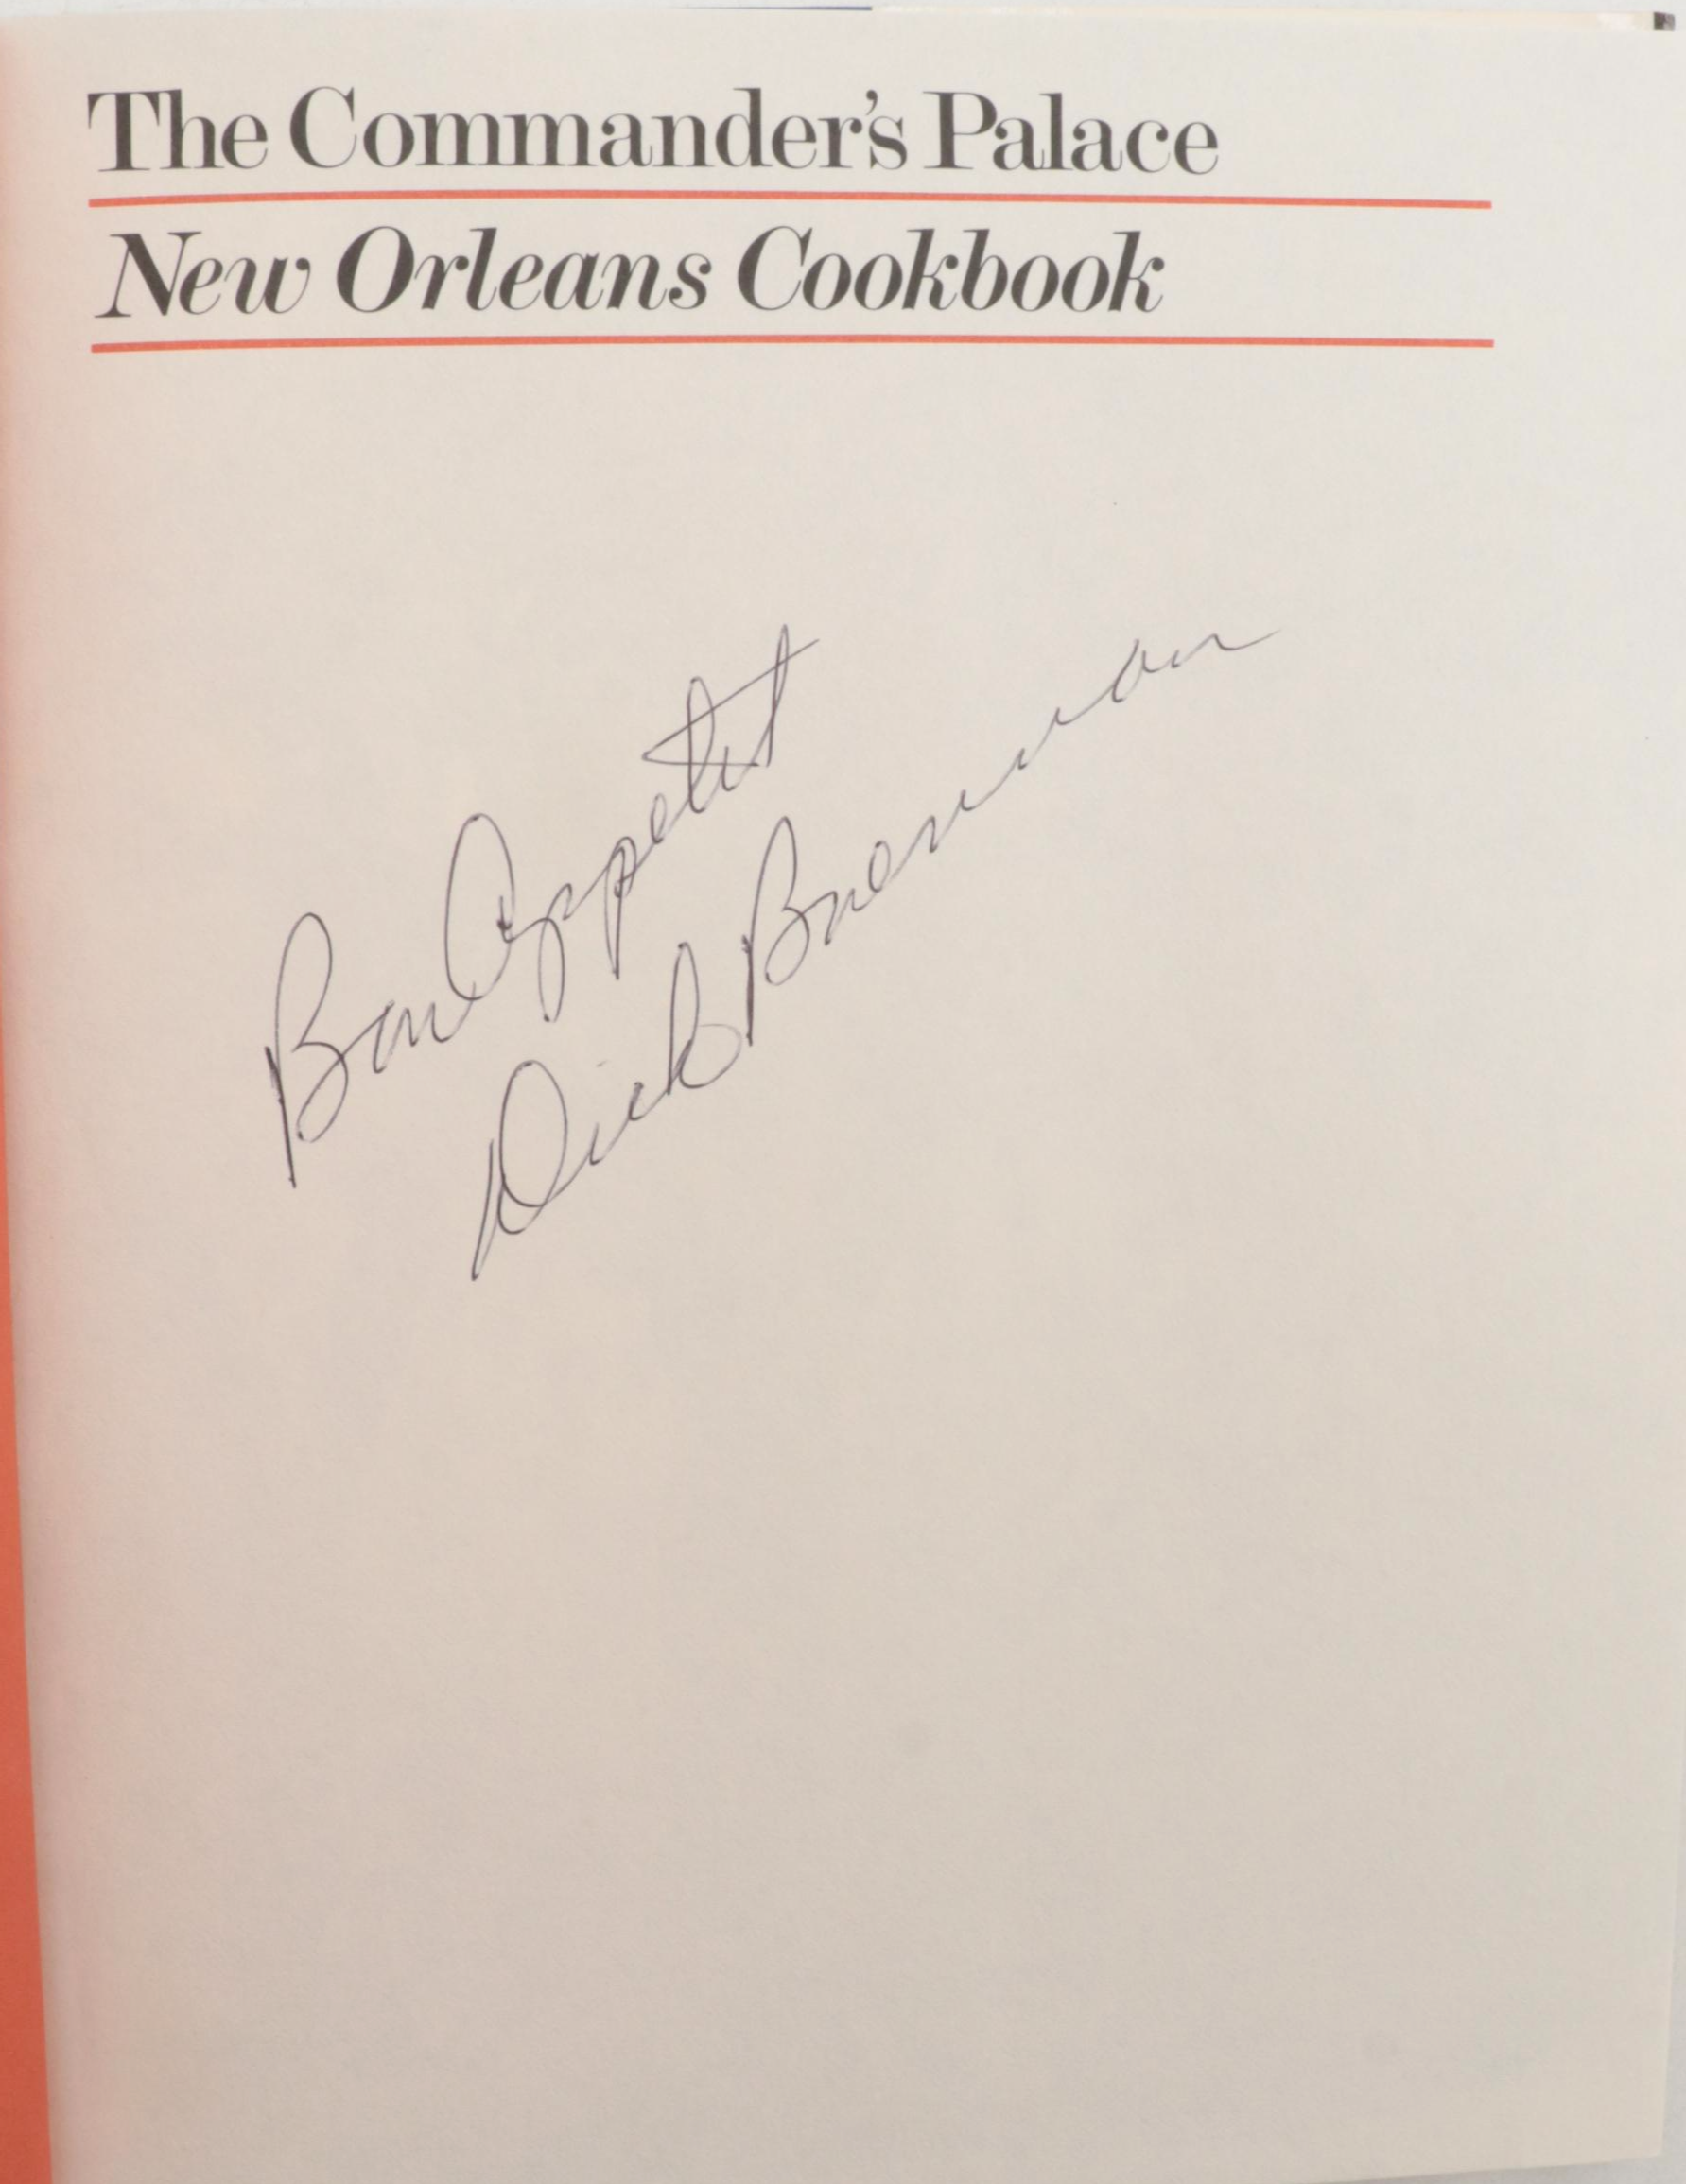 The Commander's Palace
New Orleans Cookbook
Bon Appetit
Dick Brennan